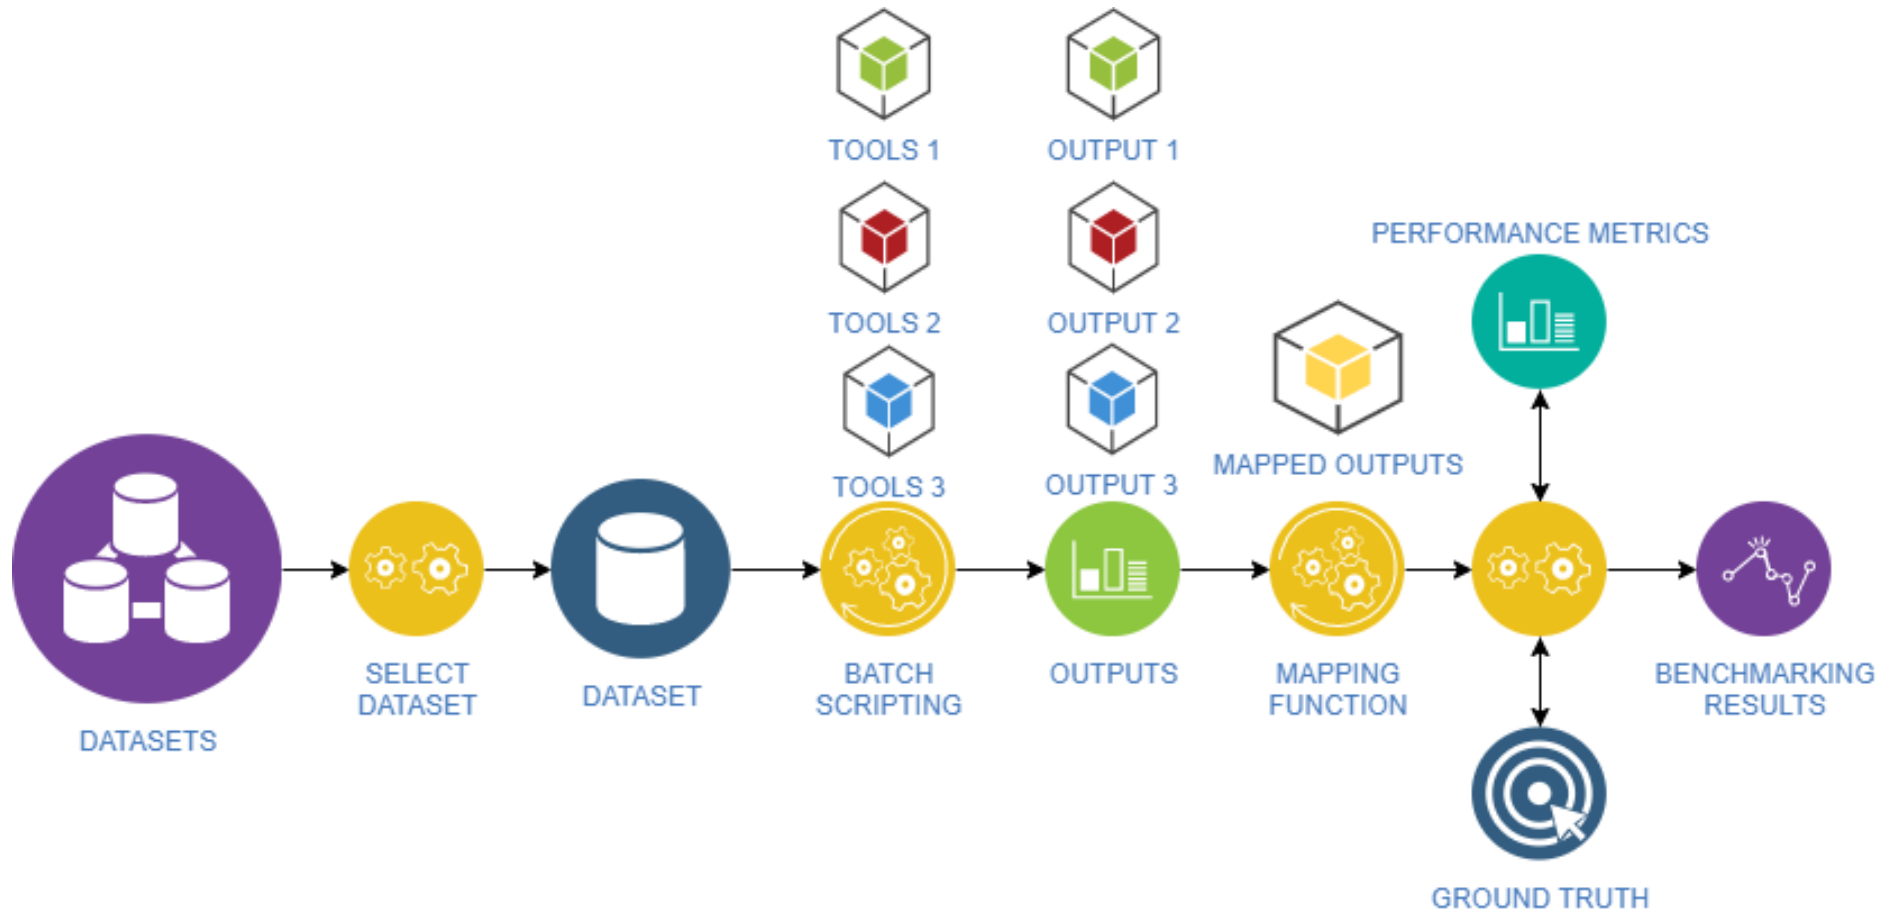 TOOLS 1
OUTPUT 1
TOOLS 2
OUTPUT 2
PERFORMANCE METRICS
TOOLS 3
OUTPUT 3
MAPPED OUTPUTS
DATASETS
SELECT
DATASET
DATASET
BATCH
SCRIPTING
OUTPUTS
MAPPING
FUNCTION
BENCHMARKING
RESULTS
GROUND TRUTH